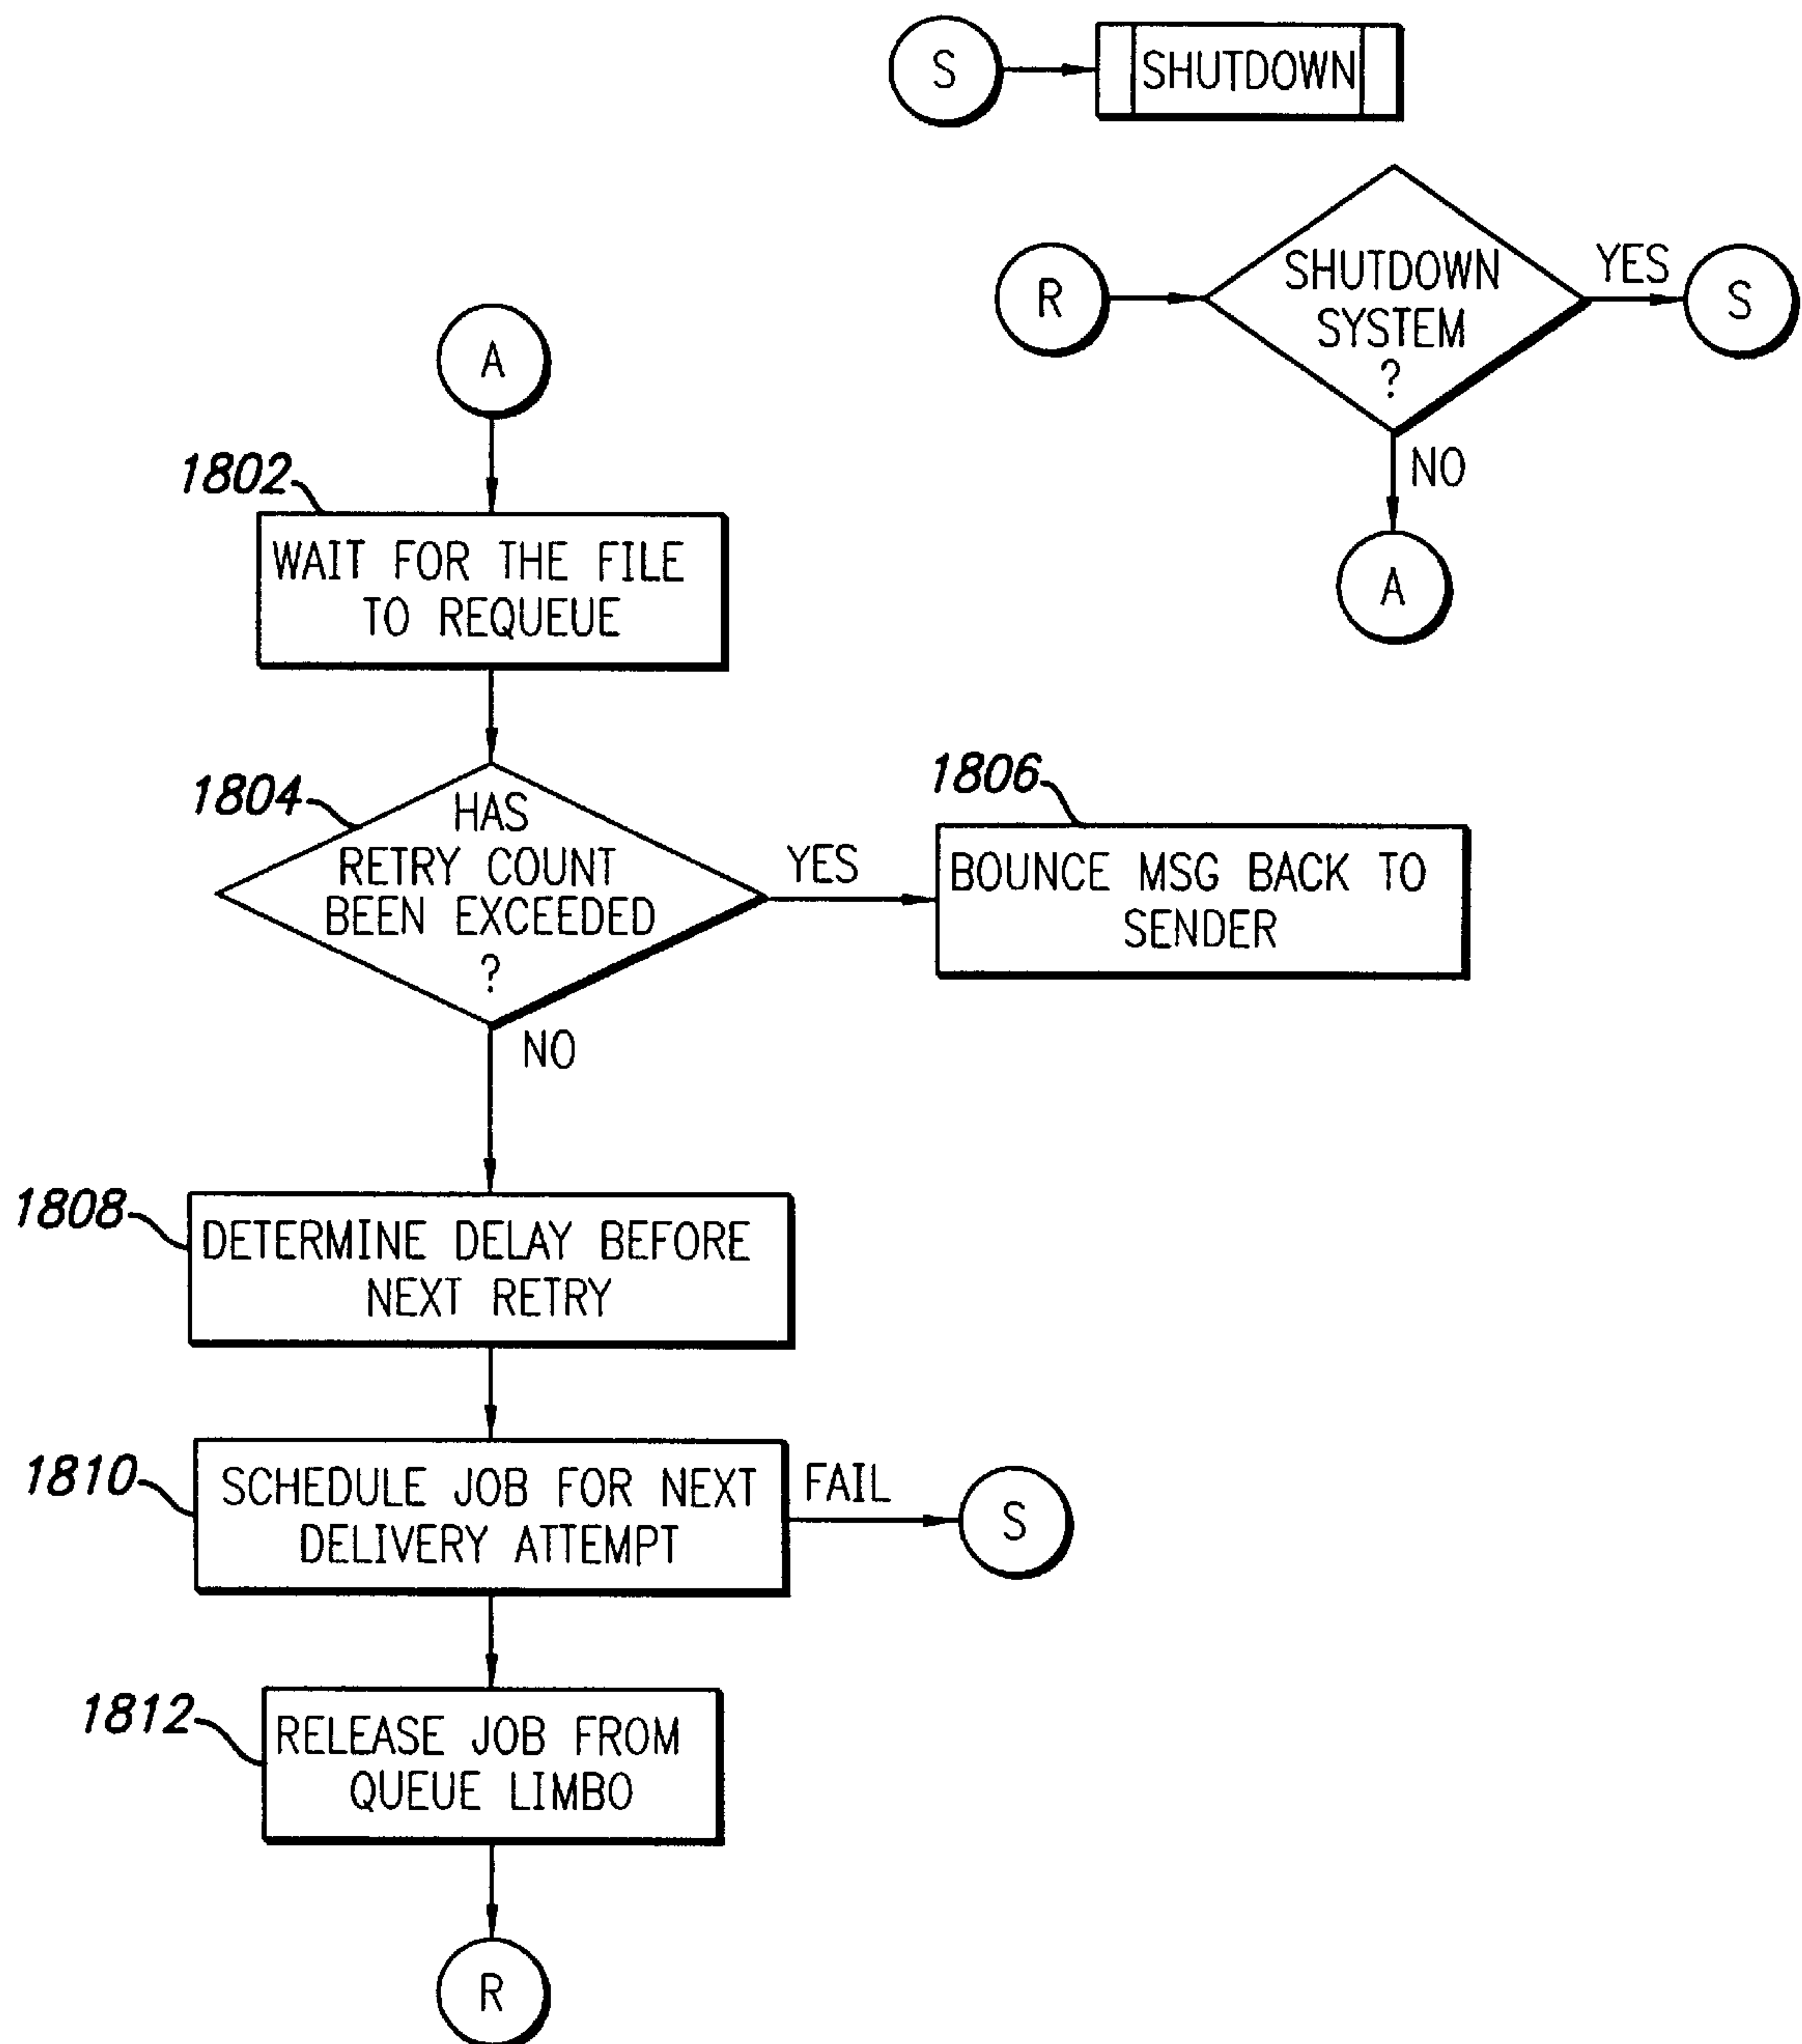 S
SHUTDOWN
R
SHUTDOWN
SYSTEM
?
YES
S
NO
A
A
1802
WAIT FOR THE FILE
TO REQUEUE
1804
HAS
RETRY COUNT
BEEN EXCEEDED
?
YES
1806
BOUNCE MSG BACK TO
SENDER
NO
1808
DETERMINE DELAY BEFORE
NEXT RETRY
1810
SCHEDULE JOB FOR NEXT
DELIVERY ATTEMPT
FAIL
S
1812
RELEASE JOB FROM
QUEUE LIMBO
R